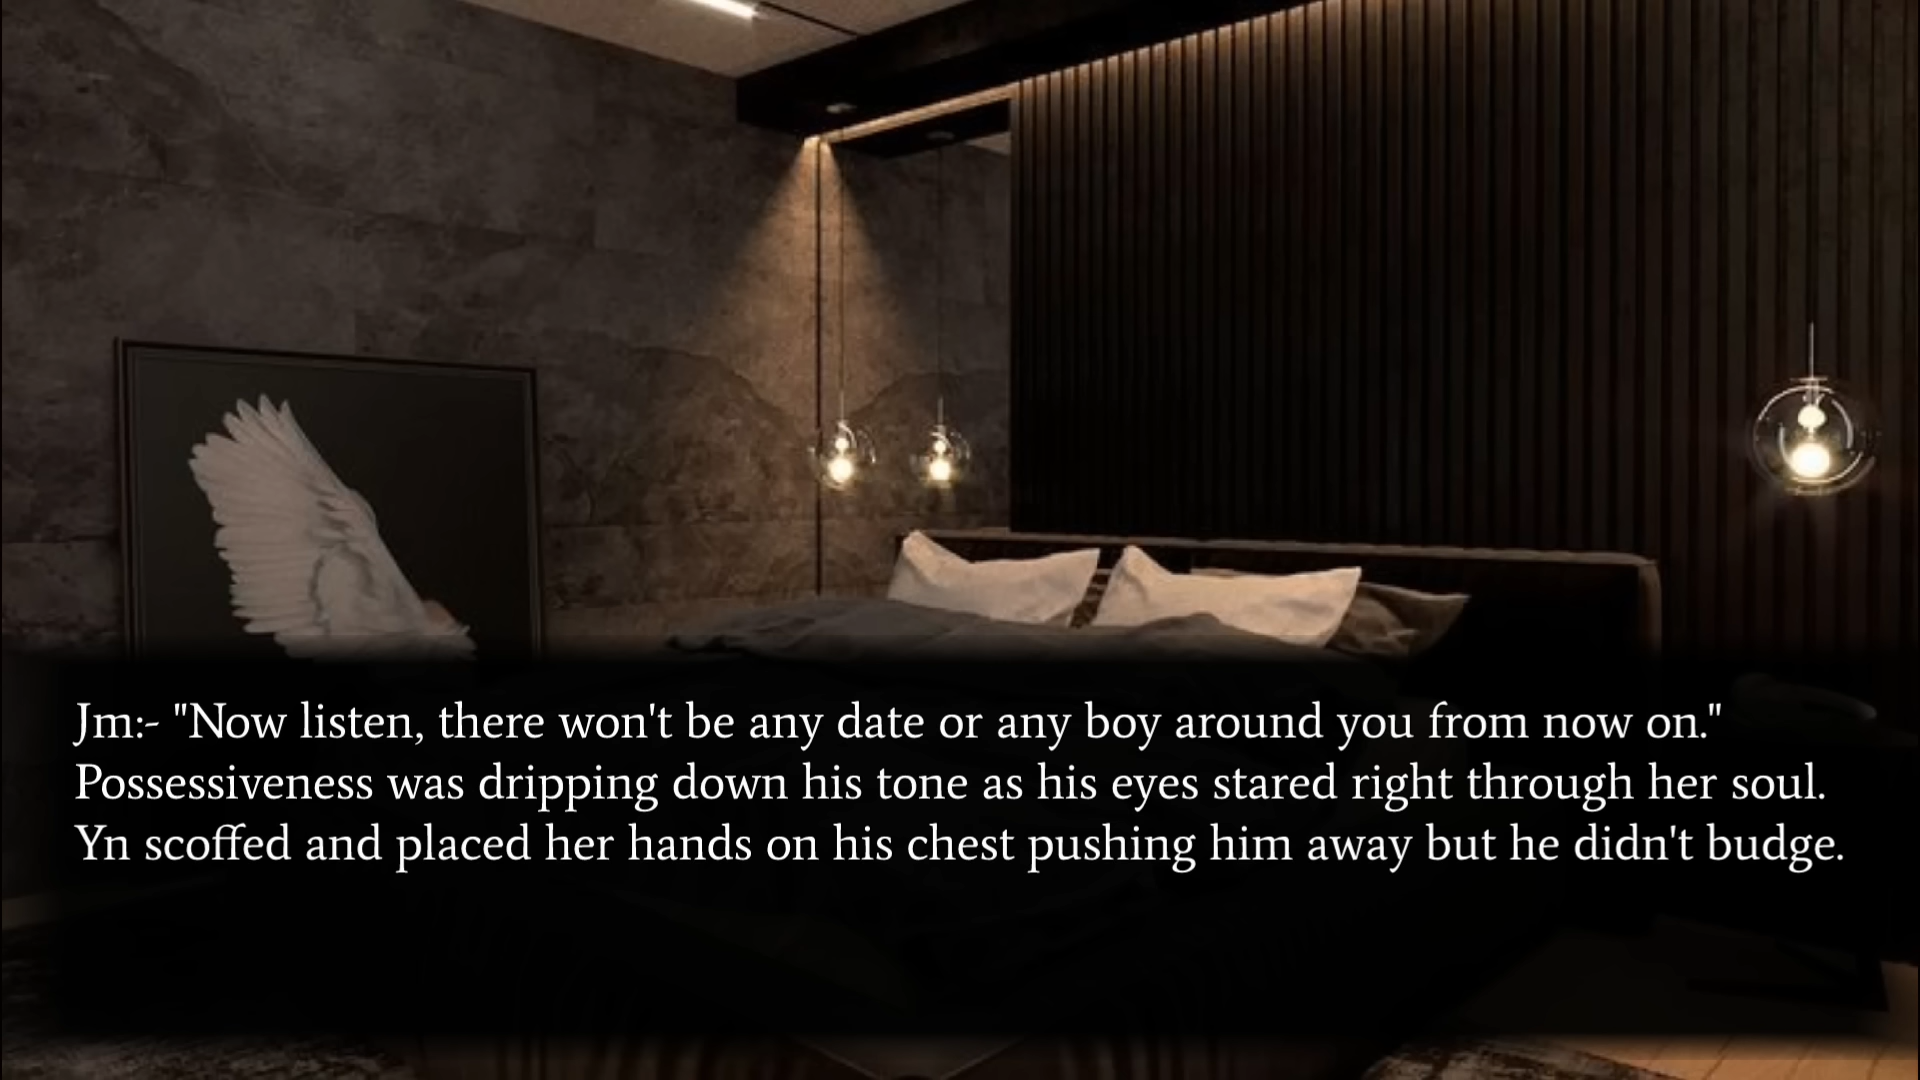 Jm:- "Now listen, there won't be any date or any boy around you from now on."
Possessiveness was dripping down his tone as his eyes stared right through her soul.
Yn scoffed and placed her hands on his chest pushing him away but he didn't budge.